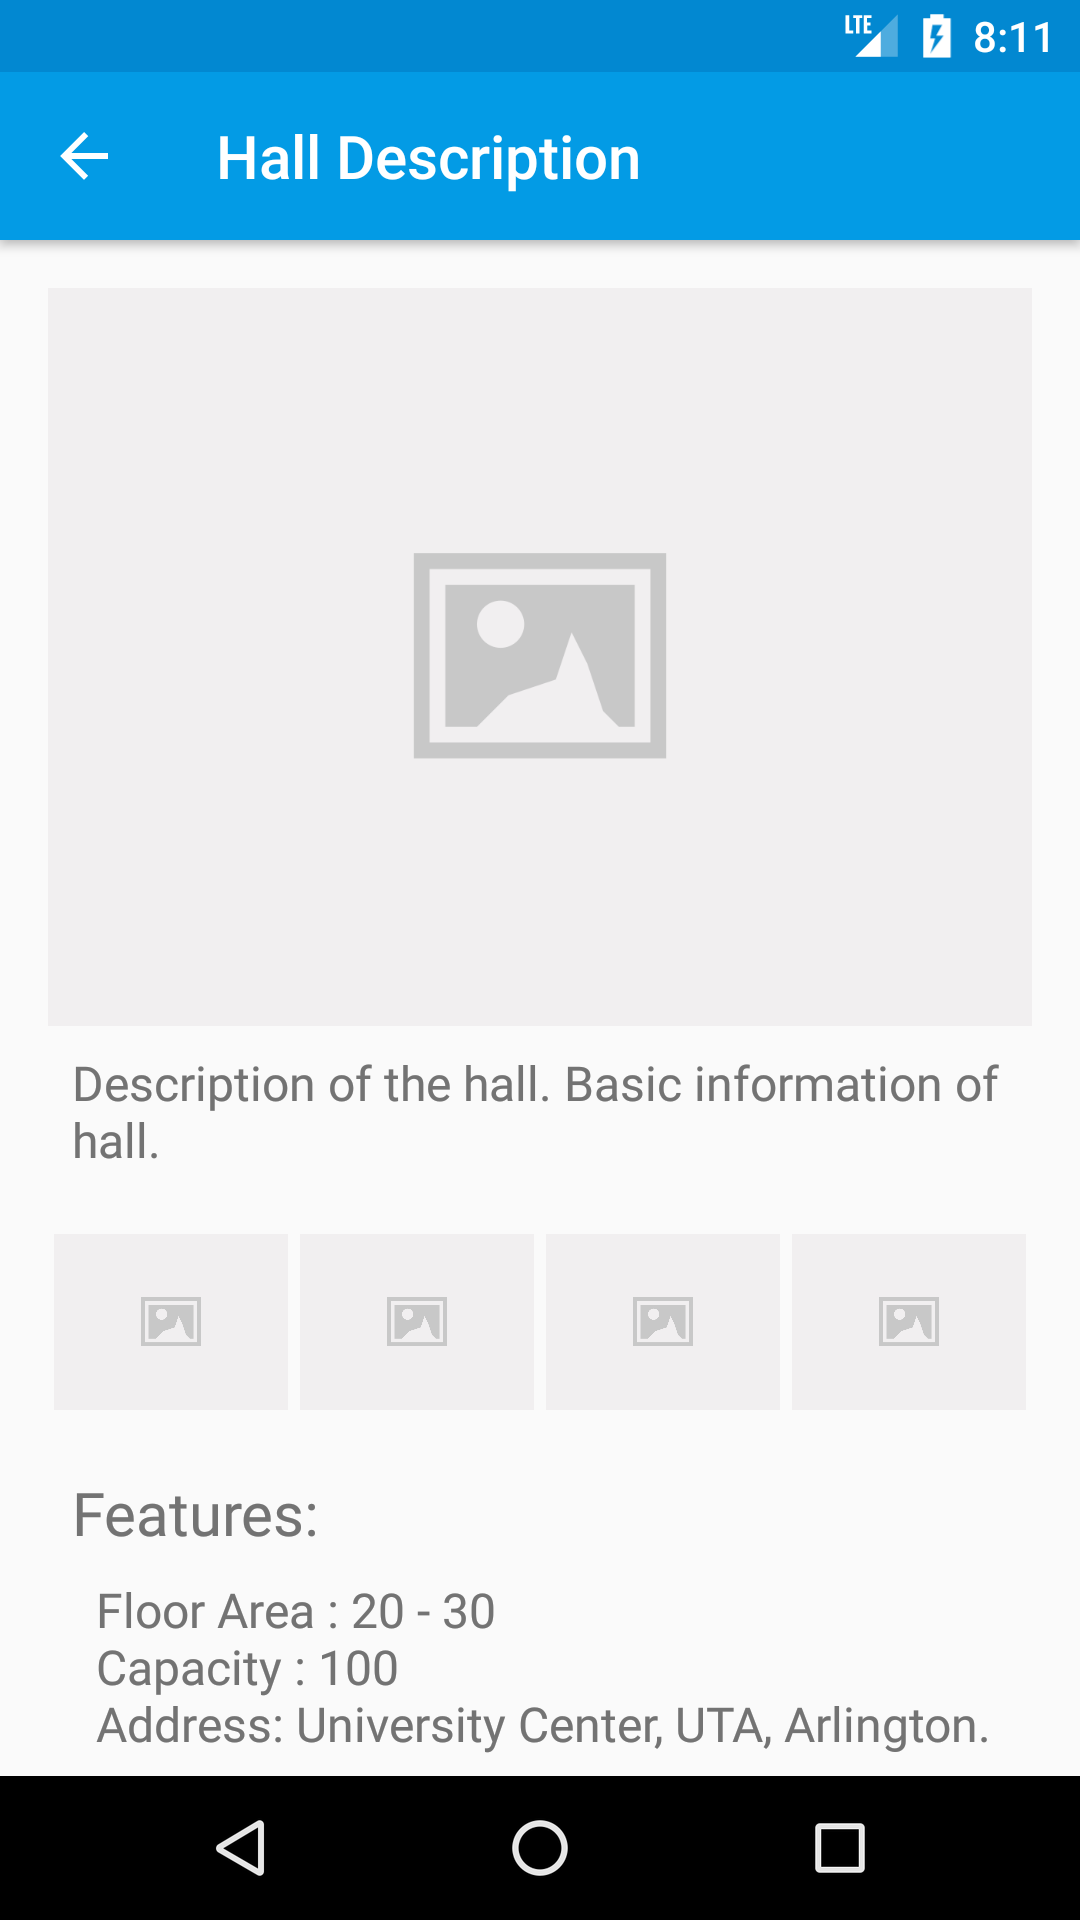 LTE 8:11
Hall Description
Description of the hall. Basic information of
hall.
Features:
Floor Area : 20 - 30
Capacity : 100
Address: University Center, UTA, Arlington.